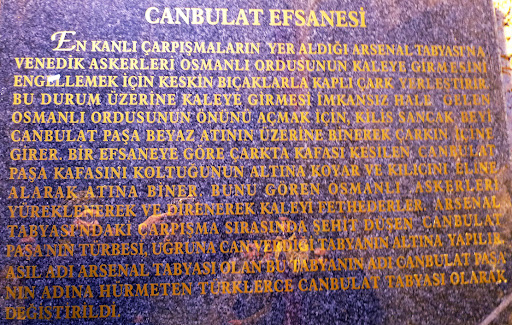 CANBULAT EFSANESİ
EN KANLI ÇARPIŞMALARIN YER ALDIĞI ARSENAL TABYASI'NA
VENEDİK ASKERLERİ OSMANLI ORDUSUNUN KALEYE GİRMESİNİ
ENGELLEMEK İÇİN KESKİN BIÇAKLARLA KAPLI ÇARK YERLEŞTİRİR.
BU DURUM ÜZERİNE KALEYE GİRMESİ İMKANSIZ HALE GELEN
OSMANLI ORDUSUNUN ÖNÜNÜ AÇMAK İÇİN, KİLİS SANCAK BEYİ
CANBULAT PAŞA BEYAZ ATININ ÜZERİNE BİNEREK ÇARKIN İÇİNE
GİRER. BİR EFSANEYE GÖRE ÇARKTA KAFASI KESİLEN CANBULAT
PAŞA KAFASINI KOLTUĞUNUN ALTINA KOYAR VE KILICINI ELİNE
ALARAK ATINA BİNER. BUNU GÖREN OSMANLI ASKERLERİ
YÜREKLENEREK VE DİRENEREK KALEYİ FETHEDERLER. ARSENAL
TABYASI'NDAKİ ÇARPIŞMA SIRASINDA ŞEHİT DÜŞEN CANBULAT
PAŞA'NIN TÜRBESİ, UĞRUNA CAN VERDİĞİ TABYANIN ALTINA YAPILIR.
ASIL ADI ARSENAL TABYASI OLAN BU TABYANIN ADI CANBULAT PAŞA
NIN ADINA HÜRMETEN TÜRKLERCE CANBULAT TABYASI OLARAK
DEĞİŞTİRİLDİ.